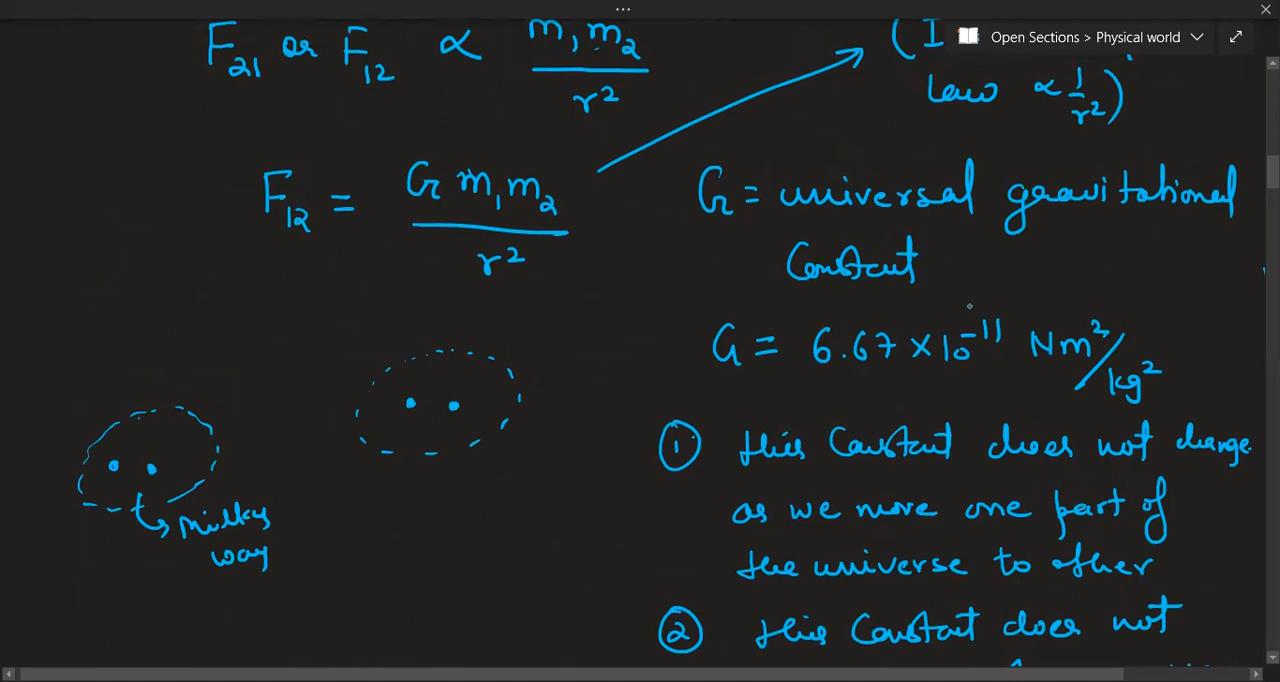 ...
Open Sections > Physical world
F21 or F12 ∝ m1m2 / r²
(I
Law ∝ 1/r²)
F12 = G m1m2 / r²
G = universal gravitational
Constant
G = 6.67 × 10⁻¹¹ Nm²/kg²
① this Constant does not change
as we move one part of
the universe to other
② this Constant does not
milky
way